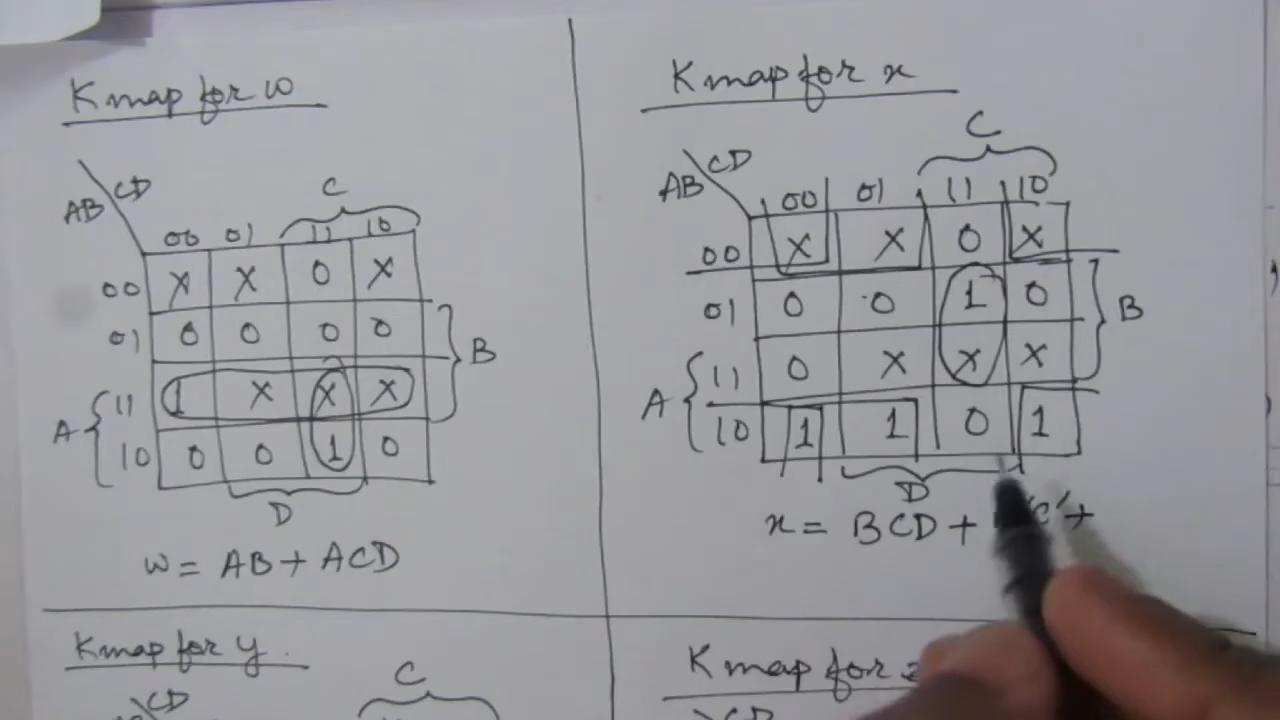 K map for w
C
AB CD
00 01 11 10
00 X X 0 X
01 0 0 0 0
B
A
11 1 X X X
10 0 0 1 0
D
w = AB + ACD
K map for x
C
AB CD
00 01 11 10
00 X X 0 X
01 0 0 1 0
B
A
11 0 X X X
10 1 1 0 1
D
x = BCD + C' +
K map for y.
C
CD
K map for
CD